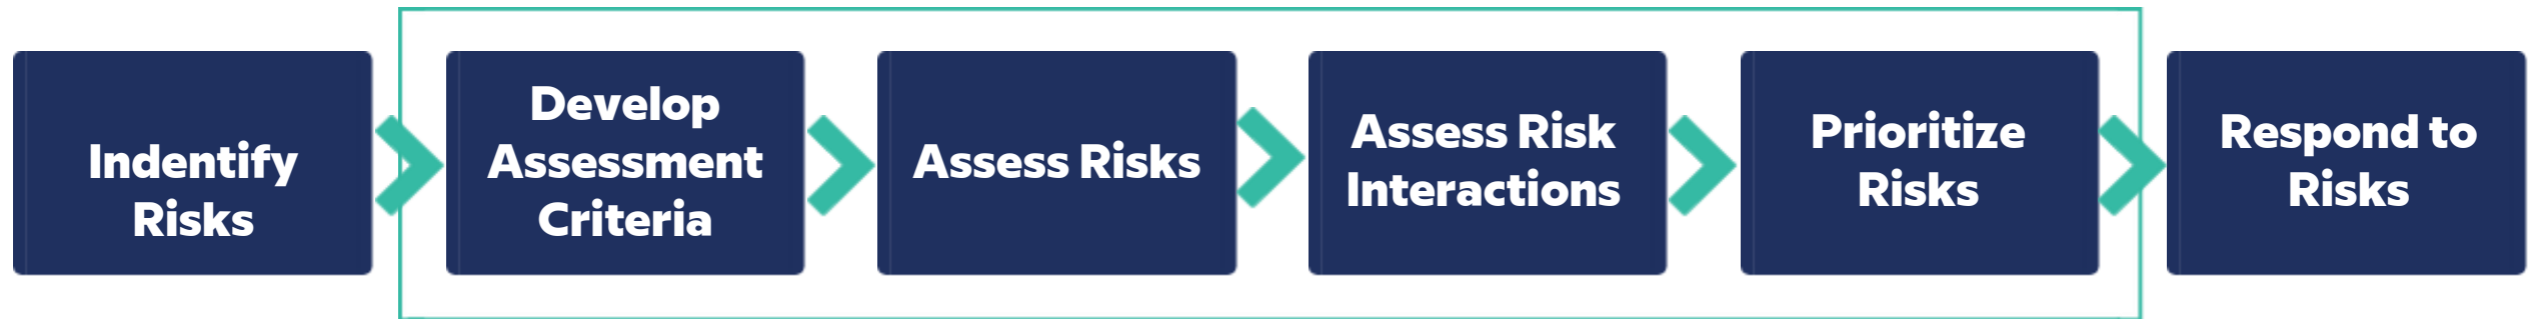 Indentify
Risks
Develop
Assessment
Criteria
Assess Risks
Assess Risk
Interactions
Prioritize
Risks
Respond to
Risks